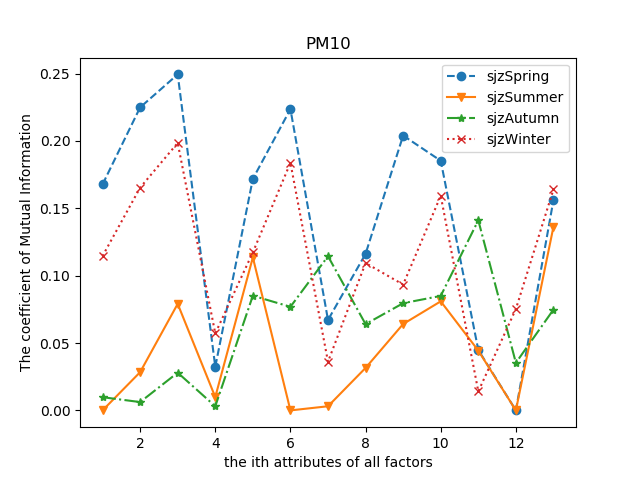 PM10
The coefficient of Mutual Information
0.25
0.20
0.15
0.10
0.05
0.00
sjzSpring
sjzSummer
sjzAutumn
sjzWinter
2 4 6 8 10 12
the ith attributes of all factors